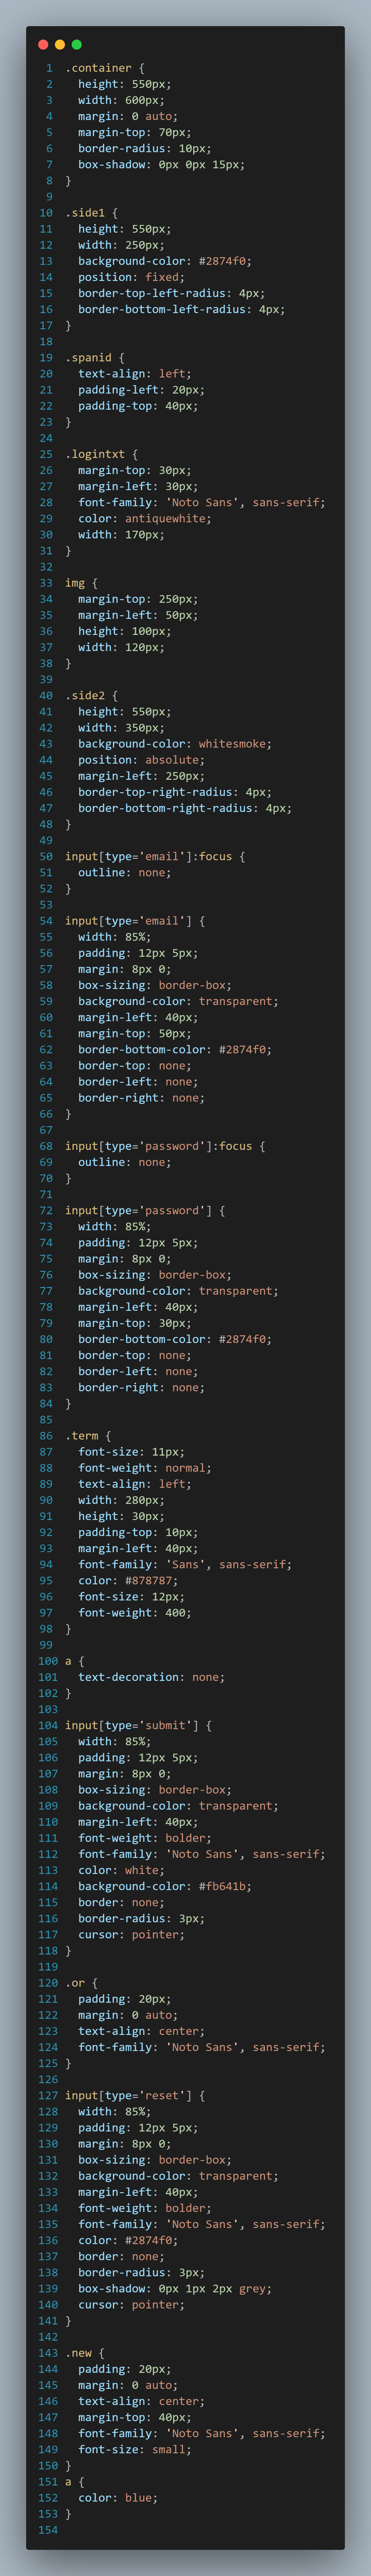 1 .container {
2 height: 550px;
3 width: 600px;
4 margin: 0 auto;
5 margin-top: 70px;
6 border-radius: 10px;
7 box-shadow: 0px 0px 15px;
8 }
9
10 .side1 {
11 height: 550px;
12 width: 250px;
13 background-color: #2874f0;
14 position: fixed;
15 border-top-left-radius: 4px;
16 border-bottom-left-radius: 4px;
17 }
18
19 .spanid {
20 text-align: left;
21 padding-left: 20px;
22 padding-top: 40px;
23 }
24
25 .logintxt {
26 margin-top: 30px;
27 margin-left: 30px;
28 font-family: 'Noto Sans', sans-serif;
29 color: antiquewhite;
30 width: 170px;
31 }
32
33 img {
34 margin-top: 250px;
35 margin-left: 50px;
36 height: 100px;
37 width: 120px;
38 }
39
40 .side2 {
41 height: 550px;
42 width: 350px;
43 background-color: whitesmoke;
44 position: absolute;
45 margin-left: 250px;
46 border-top-right-radius: 4px;
47 border-bottom-right-radius: 4px;
48 }
49
50 input[type='email']:focus {
51 outline: none;
52 }
53
54 input[type='email'] {
55 width: 85%;
56 padding: 12px 5px;
57 margin: 8px 0;
58 box-sizing: border-box;
59 background-color: transparent;
60 margin-left: 40px;
61 margin-top: 50px;
62 border-bottom-color: #2874f0;
63 border-top: none;
64 border-left: none;
65 border-right: none;
66 }
67
68 input[type='password']:focus {
69 outline: none;
70 }
71
72 input[type='password'] {
73 width: 85%;
74 padding: 12px 5px;
75 margin: 8px 0;
76 box-sizing: border-box;
77 background-color: transparent;
78 margin-left: 40px;
79 margin-top: 30px;
80 border-bottom-color: #2874f0;
81 border-top: none;
82 border-left: none;
83 border-right: none;
84 }
85
86 .term {
87 font-size: 11px;
88 font-weight: normal;
89 text-align: left;
90 width: 280px;
91 height: 30px;
92 padding-top: 10px;
93 margin-left: 40px;
94 font-family: 'Sans', sans-serif;
95 color: #878787;
96 font-size: 12px;
97 font-weight: 400;
98 }
99
100 a {
101 text-decoration: none;
102 }
103
104 input[type='submit'] {
105 width: 85%;
106 padding: 12px 5px;
107 margin: 8px 0;
108 box-sizing: border-box;
109 background-color: transparent;
110 margin-left: 40px;
111 font-weight: bolder;
112 font-family: 'Noto Sans', sans-serif;
113 color: white;
114 background-color: #fb641b;
115 border: none;
116 border-radius: 3px;
117 cursor: pointer;
118 }
119
120 .or {
121 padding: 20px;
122 margin: 0 auto;
123 text-align: center;
124 font-family: 'Noto Sans', sans-serif;
125 }
126
127 input[type='reset'] {
128 width: 85%;
129 padding: 12px 5px;
130 margin: 8px 0;
131 box-sizing: border-box;
132 background-color: transparent;
133 margin-left: 40px;
134 font-weight: bolder;
135 font-family: 'Noto Sans', sans-serif;
136 color: #2874f0;
137 border: none;
138 border-radius: 3px;
139 box-shadow: 0px 1px 2px grey;
140 cursor: pointer;
141 }
142
143 .new {
144 padding: 20px;
145 margin: 0 auto;
146 text-align: center;
147 margin-top: 40px;
148 font-family: 'Noto Sans', sans-serif;
149 font-size: small;
150 }
151 a {
152 color: blue;
153 }
154